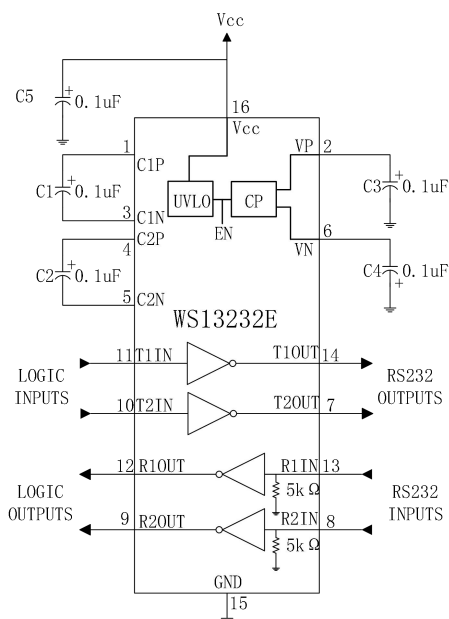 Vcc
C5
+
0.1uF
16
Vcc
1
C1P
VP
2
C1
+
0.1uF
UVLO
CP
C3
+
0.1uF
3
C1N
EN
4
C2P
VN
6
C2
+
0.1uF
C4
0.1uF
+
5
C2N
WS13232E
LOGIC
INPUTS
11
T1IN
T1OUT
14
RS232
OUTPUTS
10
T2IN
T2OUT
7
LOGIC
OUTPUTS
12
R1OUT
R1IN
13
5kΩ
RS232
INPUTS
9
R2OUT
R2IN
8
5kΩ
GND
15